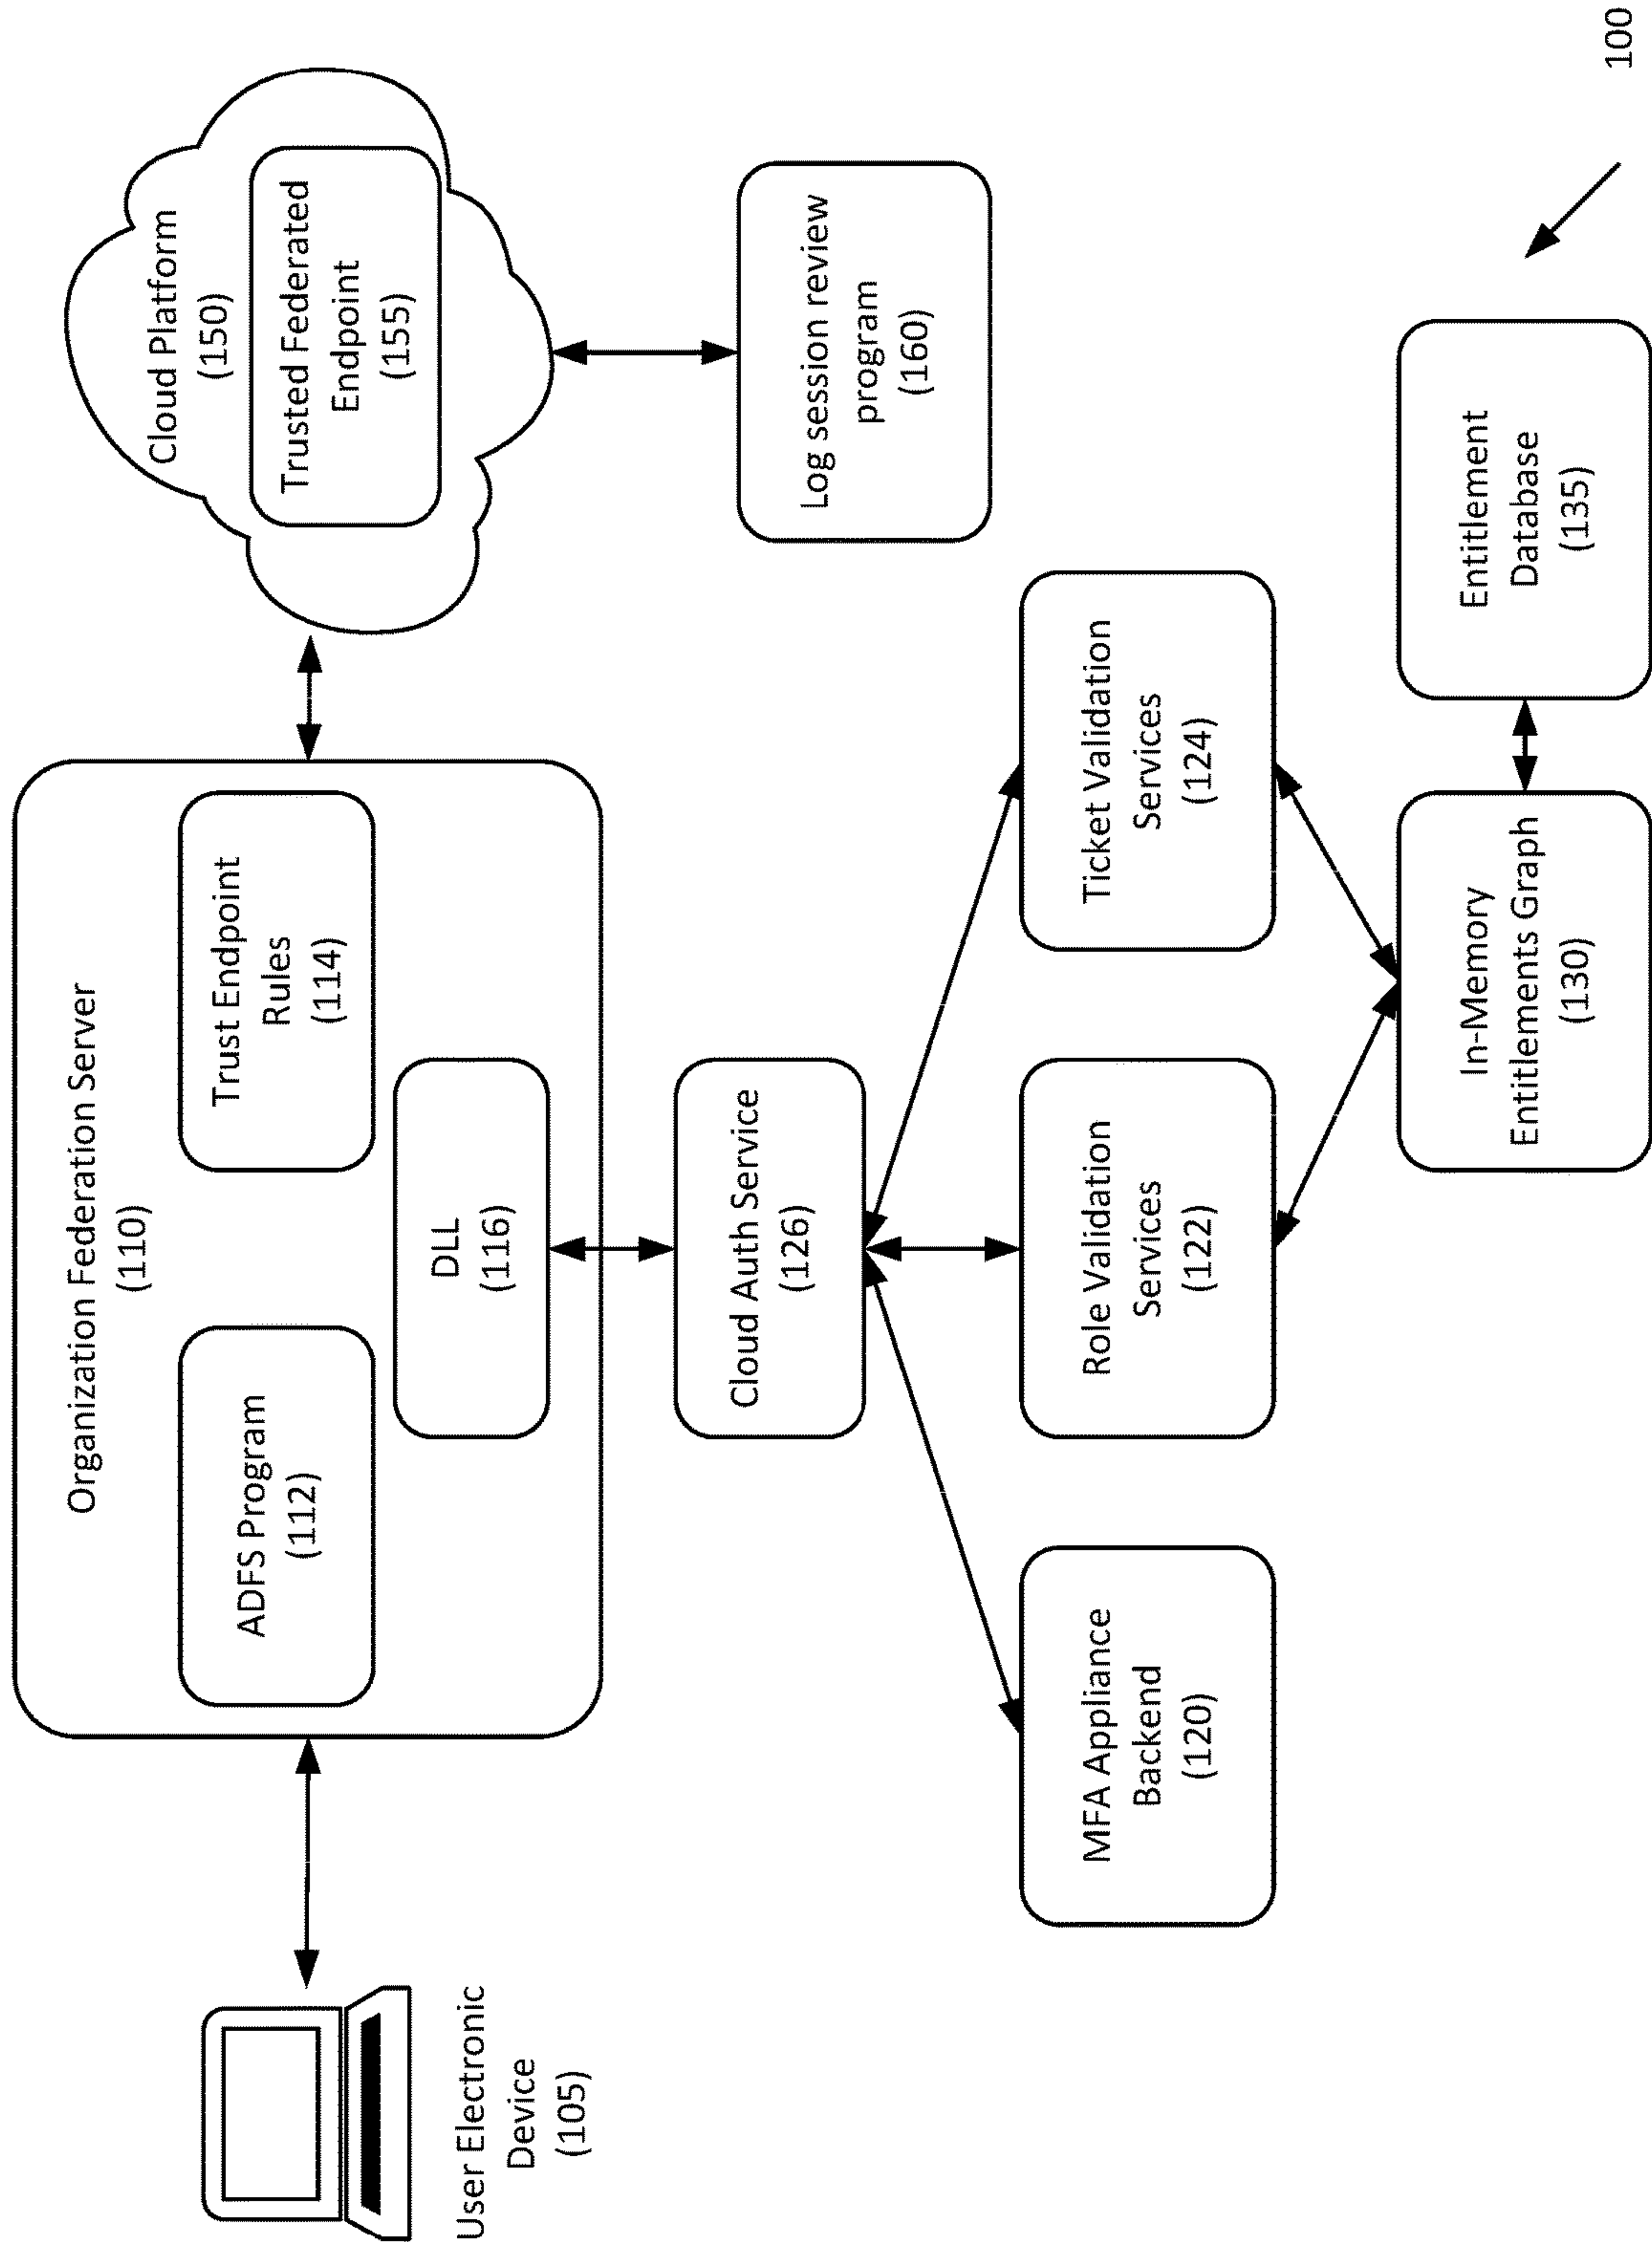 Organization Federation Server
(110)
ADFS Program
(112)
Trust Endpoint
Rules
(114)
DLL
(116)
User Electronic
Device
(105)
Cloud Platform
(150)
Trusted Federated
Endpoint
(155)
Cloud Auth Service
(126)
Log session review
program
(160)
MFA Appliance
Backend
(120)
Role Validation
Services
(122)
Ticket Validation
Services
(124)
In-Memory
Entitlements Graph
(130)
Entitlement
Database
(135)
100